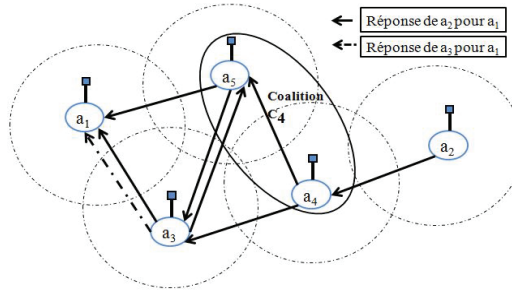 Réponse de a2 pour a1
Réponse de a3 pour a1
a5
Coalition
C4
a1
a2
a4
a3